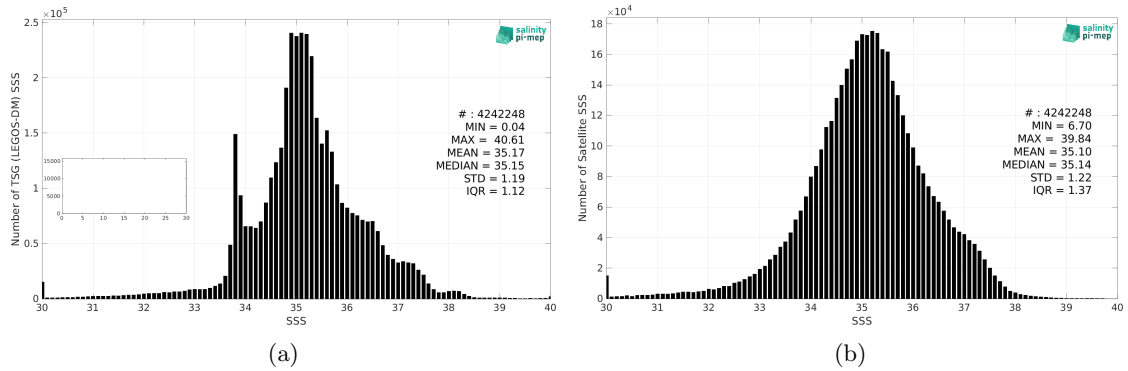 ×10^5
2.5
2
1.5
1
0.5
0
Number of TSG (LEGOS-DM) SSS
salinity
pi-mep
# : 4242248
MIN = 0.04
MAX = 40.61
MEAN = 35.17
MEDIAN = 35.15
STD = 1.19
IQR = 1.12
15000
10000
5000
0
0 5 10 15 20 25 30
30 31 32 33 34 35 36 37 38 39 40
SSS
(a)
×10^4
18
16
14
12
10
8
6
4
2
0
Number of Satellite SSS
salinity
pi-mep
# : 4242248
MIN = 6.70
MAX = 39.84
MEAN = 35.10
MEDIAN = 35.14
STD = 1.22
IQR = 1.37
30 31 32 33 34 35 36 37 38 39 40
SSS
(b)